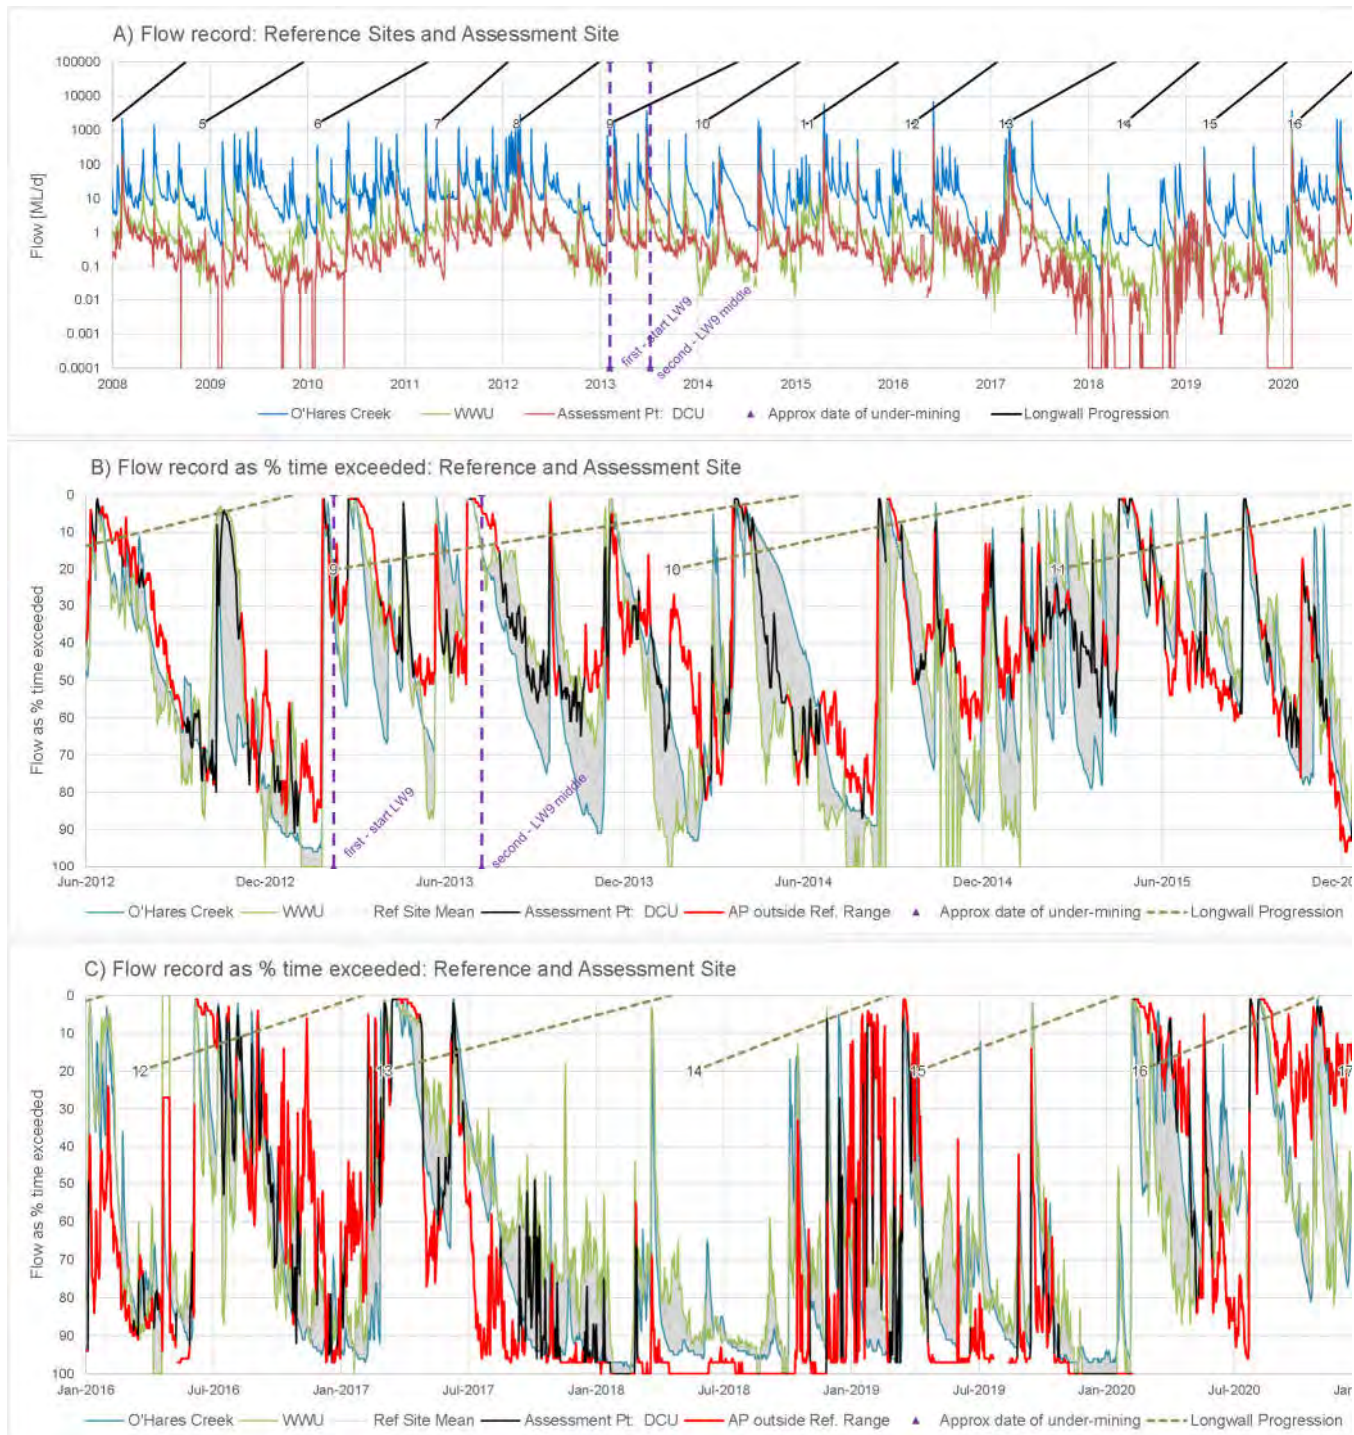 A) Flow record: Reference Sites and Assessment Site
100000
10000
1000
100
10
1
0.1
0.01
0.001
0.0001
Flow [ML/d]
5
6
7
8
9
10
11
12
13
14
15
16
first - start LW9
second - LW9 middle
2008
2009
2010
2011
2012
2013
2014
2015
2016
2017
2018
2019
2020
O'Hares Creek WWU Assessment Pt: DCU Approx date of under-mining Longwall Progression
B) Flow record as % time exceeded: Reference and Assessment Site
0
10
20
30
40
50
60
70
80
90
100
Flow as % time exceeded
9
10
11
first - start LW9
second - LW9 middle
Jun-2012
Dec-2012
Jun-2013
Dec-2013
Jun-2014
Dec-2014
Jun-2015
Dec-20
O'Hares Creek WWU Ref Site Mean Assessment Pt: DCU AP outside Ref. Range Approx date of under-mining Longwall Progression
C) Flow record as % time exceeded: Reference and Assessment Site
0
10
20
30
40
50
60
70
80
90
100
Flow as % time exceeded
12
13
14
15
16
17
Jan-2016
Jul-2016
Jan-2017
Jul-2017
Jan-2018
Jul-2018
Jan-2019
Jul-2019
Jan-2020
Jul-2020
Jan-
O'Hares Creek WWU Ref Site Mean Assessment Pt: DCU AP outside Ref. Range Approx date of under-mining Longwall Progression